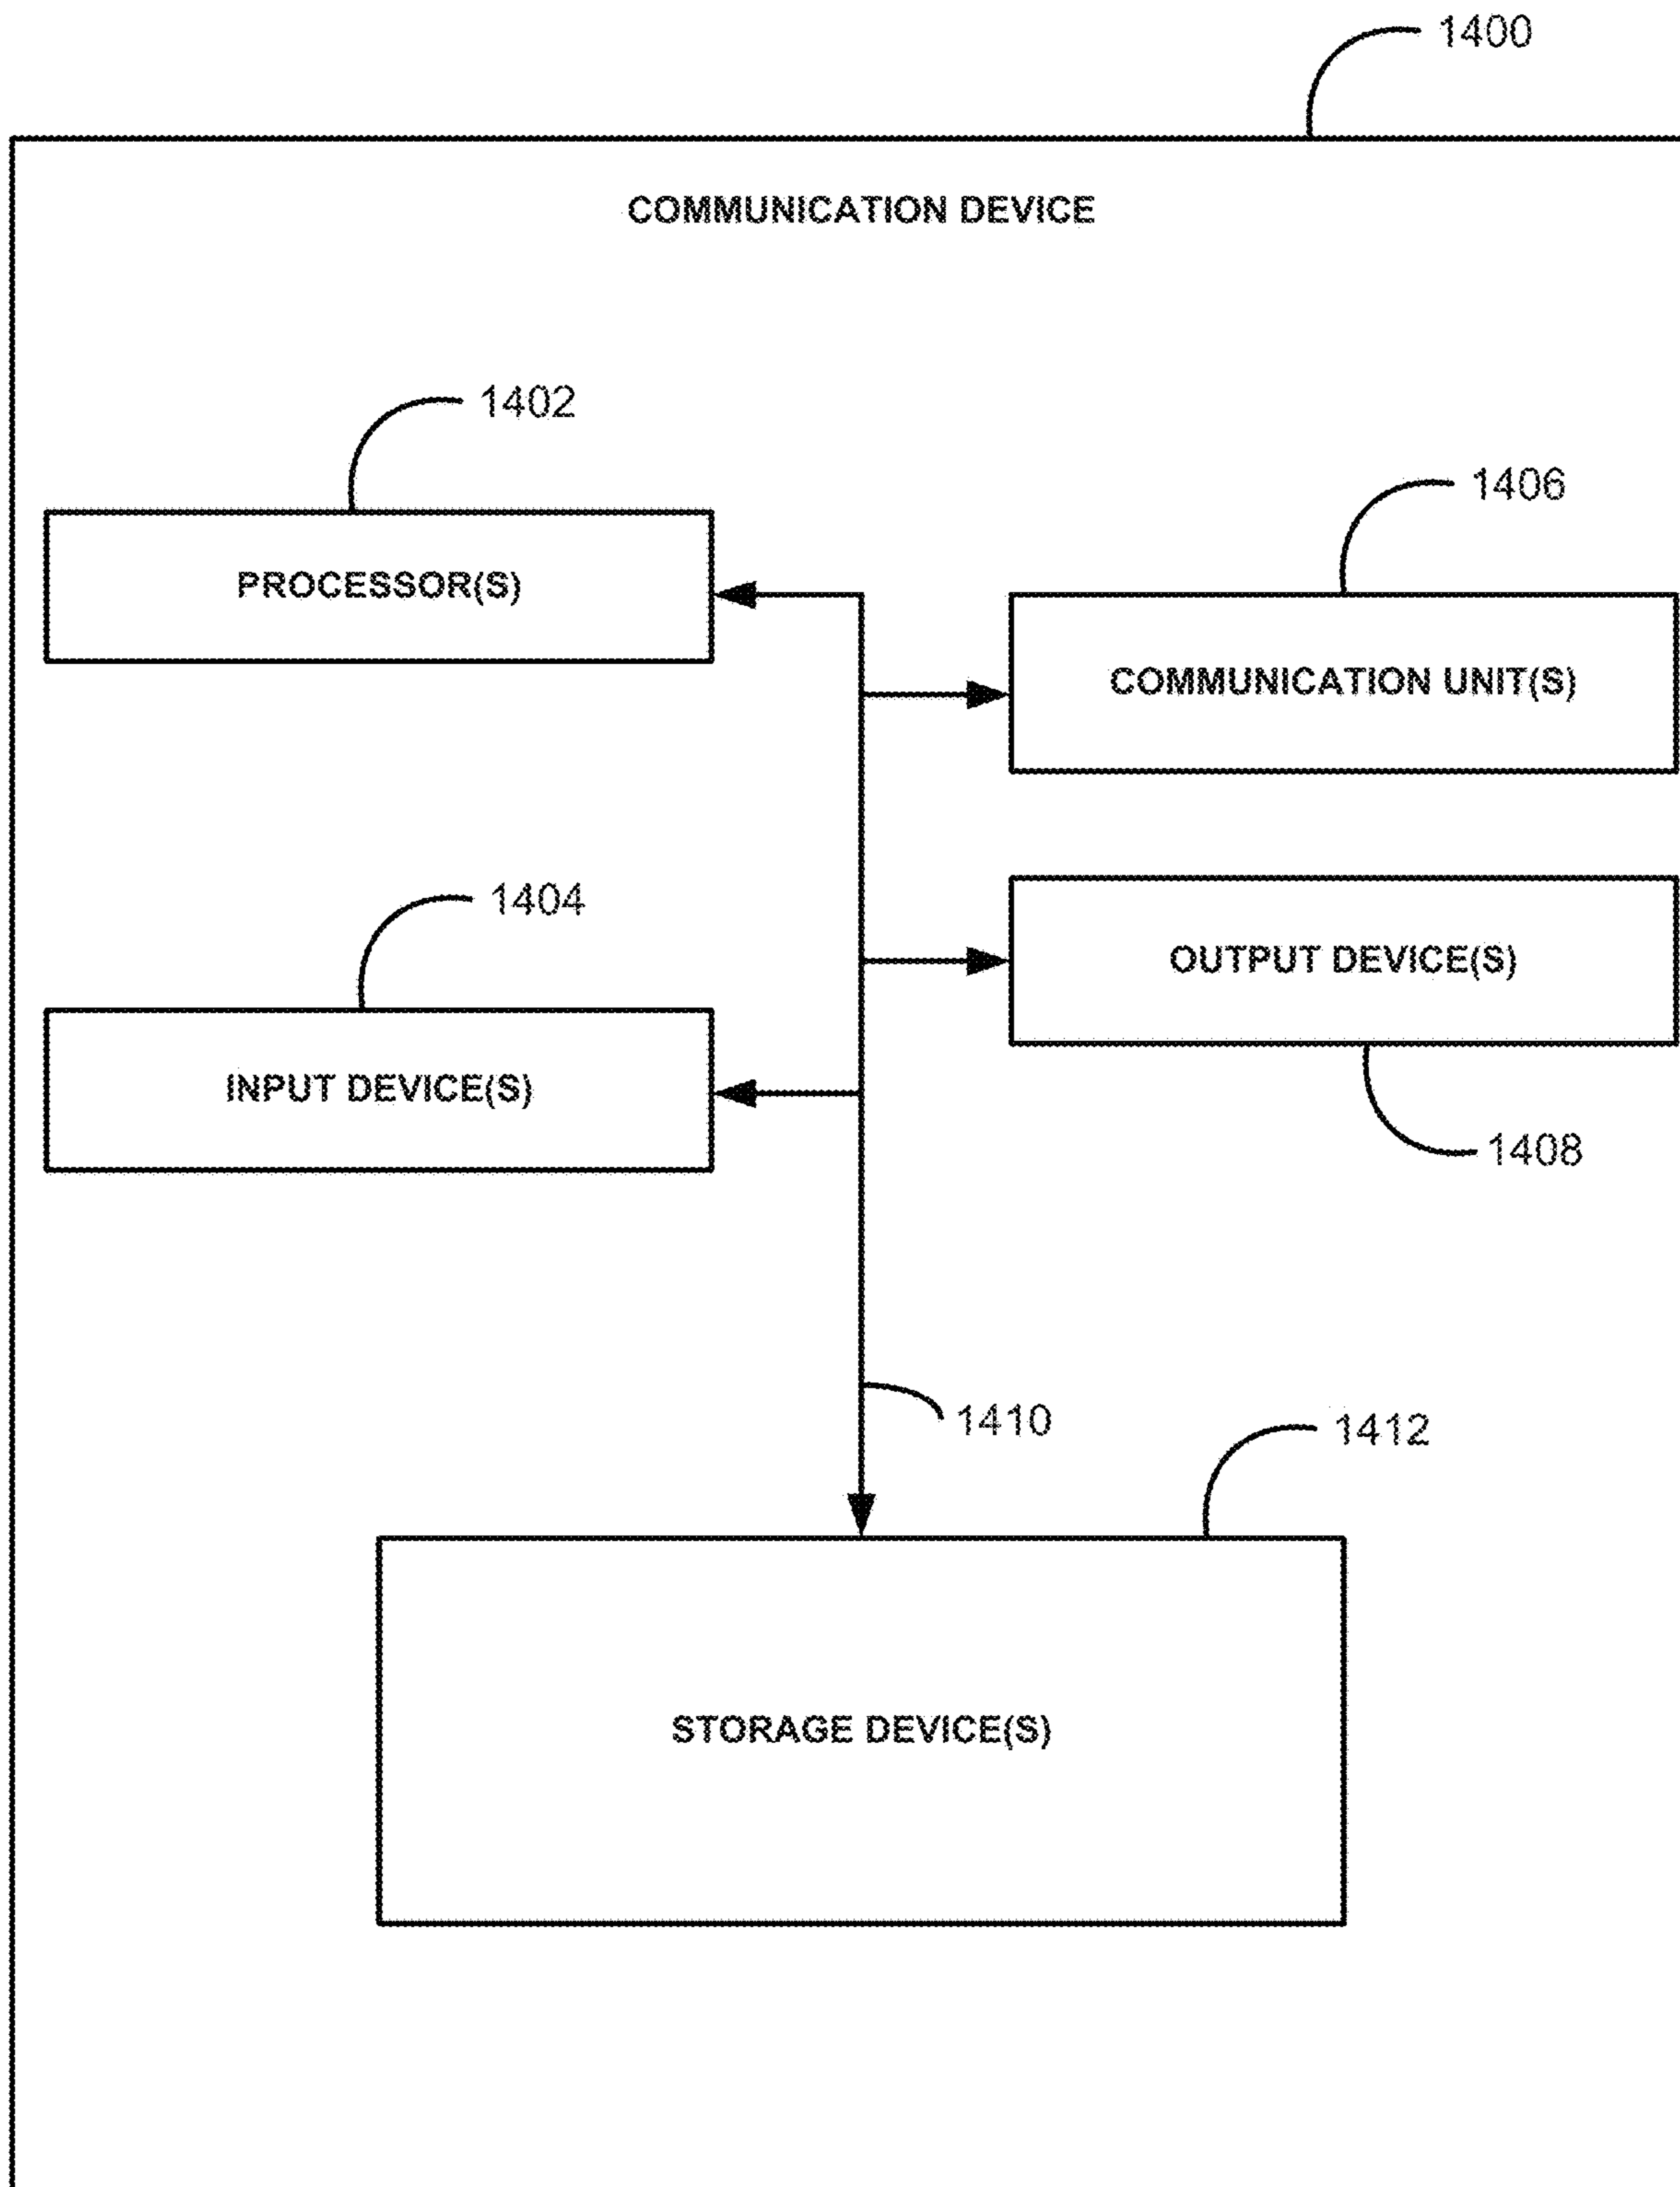 1400
COMMUNICATION DEVICE
1402
1406
PROCESSOR(S)
COMMUNICATION UNIT(S)
1404
OUTPUT DEVICE(S)
INPUT DEVICE(S)
1408
1410
1412
STORAGE DEVICE(S)